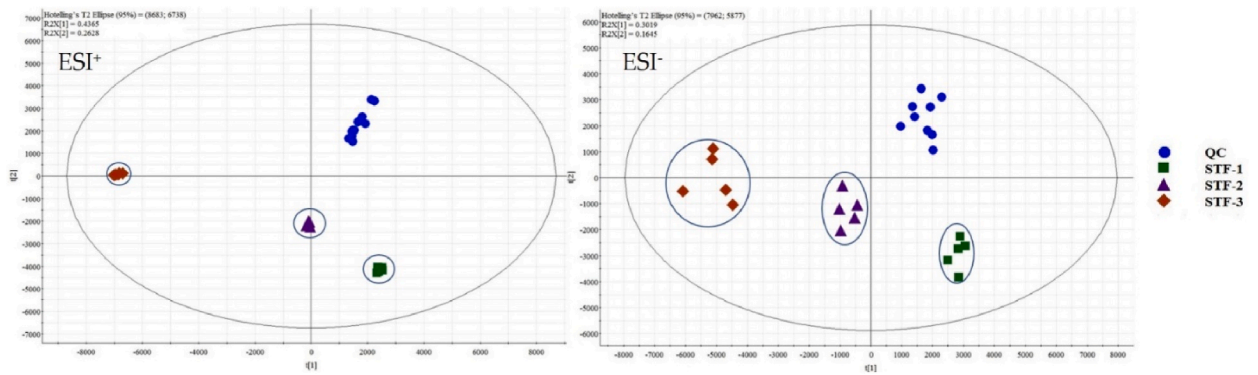 Hotelling's T2 Ellipse (95%) = (8683; 6738)
R2X[1] = 0.4365
R2X[2] = 0.2628
ESI+
7000
6000
5000
4000
3000
2000
1000
0
-1000
-2000
-3000
-4000
-5000
-6000
-7000
t[2]
-8000 -6000 -4000 -2000 0 2000 4000 6000 8000
t[1]
Hotelling's T2 Ellipse (95%) = (7962; 5877)
R2X[1] = 0.3019
R2X[2] = 0.1645
ESI-
6000
5000
4000
3000
2000
1000
0
-1000
-2000
-3000
-4000
-5000
-6000
t[2]
-8000 -7000 -6000 -5000 -4000 -3000 -2000 -1000 0 1000 2000 3000 4000 5000 6000 7000 8000
t[1]
QC
STF-1
STF-2
STF-3